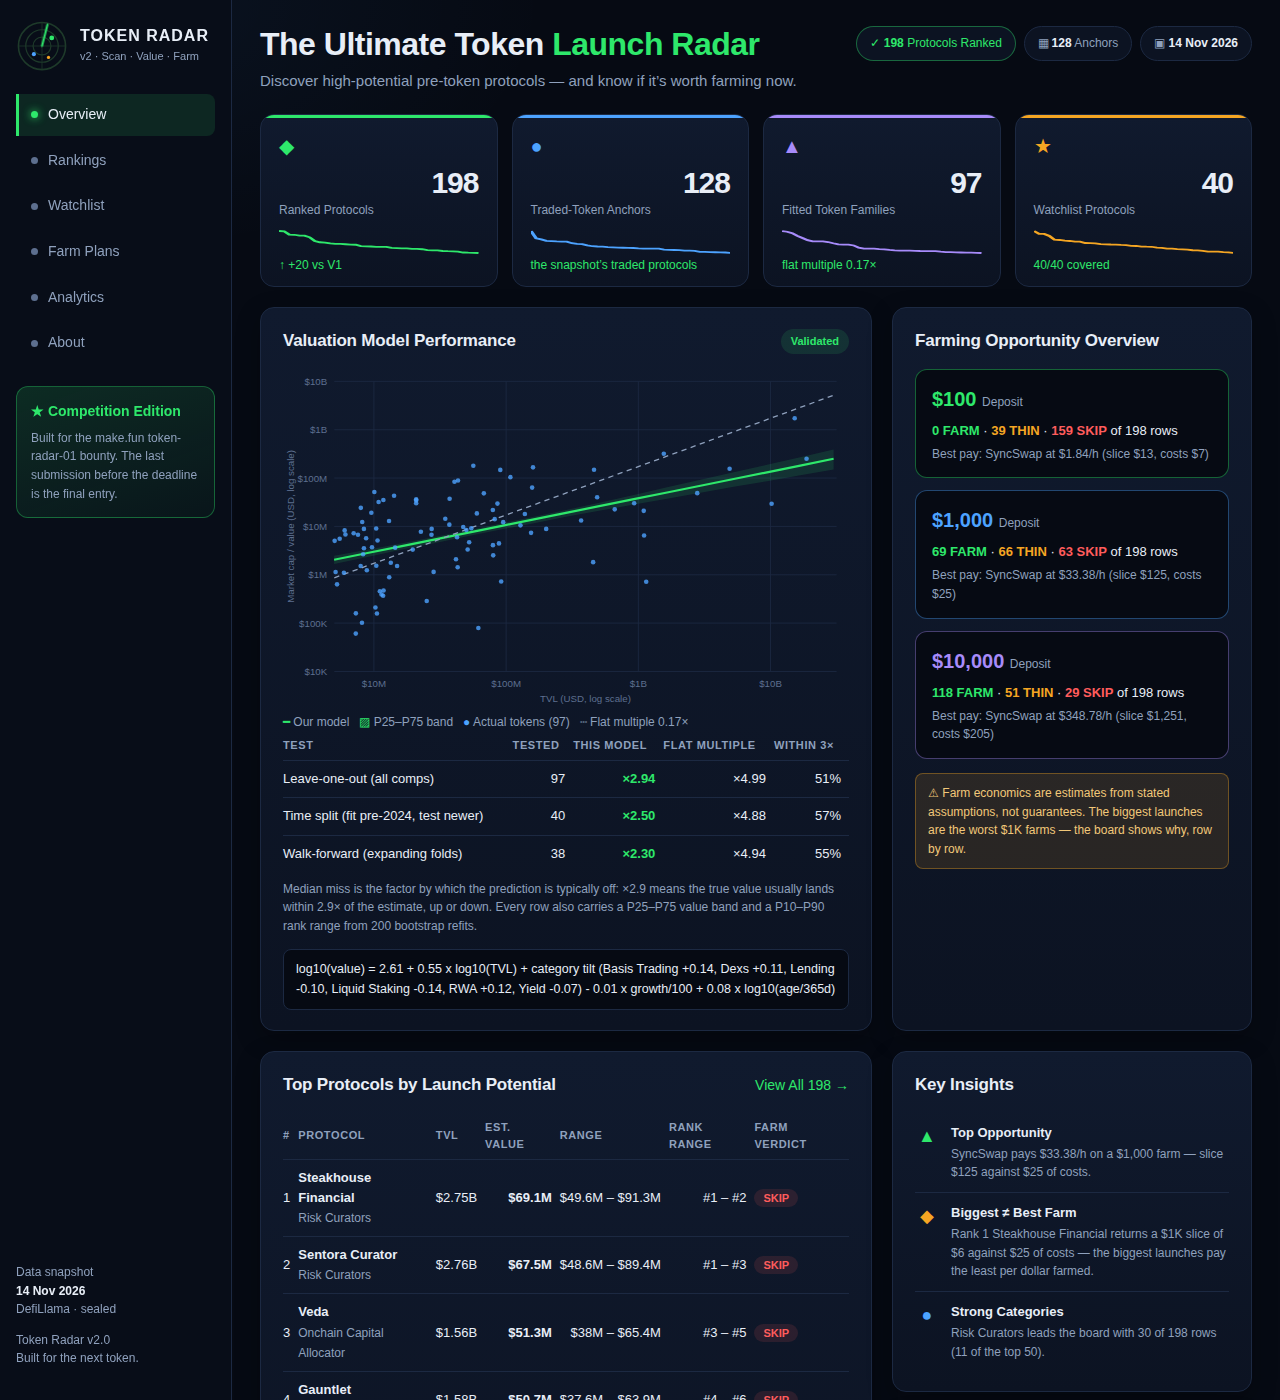 TOKEN RADAR
v2 · Scan · Value · Farm
Overview
Rankings
Watchlist
Farm Plans
Analytics
About
★ Competition Edition
Built for the make.fun token-
radar-01 bounty. The last
submission before the deadline
is the final entry.
Data snapshot
14 Nov 2026
DefiLlama · sealed
Token Radar v2.0
Built for the next token.
The Ultimate Token Launch Radar
Discover high-potential pre-token protocols — and know if it's worth farming now.
✓ 198 Protocols Ranked
128 Anchors
14 Nov 2026
198
Ranked Protocols
↑ +20 vs V1
128
Traded-Token Anchors
the snapshot's traded protocols
97
Fitted Token Families
flat multiple 0.17×
40
Watchlist Protocols
40/40 covered
Valuation Model Performance
Validated
Market cap / value (USD, log scale)
$10B
$1B
$100M
$10M
$1M
$100K
$10K
$10M $100M $1B $10B
TVL (USD, log scale)
Our model P25–P75 band Actual tokens (97) Flat multiple 0.17×
TEST TESTED THIS MODEL FLAT MULTIPLE WITHIN 3×
Leave-one-out (all comps) 97 ×2.94 ×4.99 51%
Time split (fit pre-2024, test newer) 40 ×2.50 ×4.88 57%
Walk-forward (expanding folds) 38 ×2.30 ×4.94 55%
Median miss is the factor by which the prediction is typically off: ×2.9 means the true value usually lands
within 2.9× of the estimate, up or down. Every row also carries a P25–P75 value band and a P10–P90
rank range from 200 bootstrap refits.
log10(value) = 2.61 + 0.55 x log10(TVL) + category tilt (Basis Trading +0.14, Dexs +0.11, Lending
-0.10, Liquid Staking -0.14, RWA +0.12, Yield -0.07) - 0.01 x growth/100 + 0.08 x log10(age/365d)
Farming Opportunity Overview
$100 Deposit
0 FARM · 39 THIN · 159 SKIP of 198 rows
Best pay: SyncSwap at $1.84/h (slice $13, costs $7)
$1,000 Deposit
69 FARM · 66 THIN · 63 SKIP of 198 rows
Best pay: SyncSwap at $33.38/h (slice $125, costs
$25)
$10,000 Deposit
118 FARM · 51 THIN · 29 SKIP of 198 rows
Best pay: SyncSwap at $348.78/h (slice $1,251,
costs $205)
⚠ Farm economics are estimates from stated
assumptions, not guarantees. The biggest launches
are the worst $1K farms — the board shows why, row
by row.
Top Protocols by Launch Potential
View All 198 →
# PROTOCOL TVL EST. VALUE RANGE RANK RANGE FARM VERDICT
1 Steakhouse Financial Risk Curators $2.75B $69.1M $49.6M – $91.3M #1 – #2 SKIP
2 Sentora Curator Risk Curators $2.76B $67.5M $48.6M – $89.4M #1 – #3 SKIP
3 Veda Onchain Capital Allocator $1.56B $51.3M $38M – $65.4M #3 – #5 SKIP
4 Gauntlet $1.58B $50.7M $37.6M – $63.9M #4 – #6 SKIP
Key Insights
Top Opportunity
SyncSwap pays $33.38/h on a $1,000 farm — slice
$125 against $25 of costs.
Biggest ≠ Best Farm
Rank 1 Steakhouse Financial returns a $1K slice of
$6 against $25 of costs — the biggest launches pay
the least per dollar farmed.
Strong Categories
Risk Curators leads the board with 30 of 198 rows
(11 of the top 50).